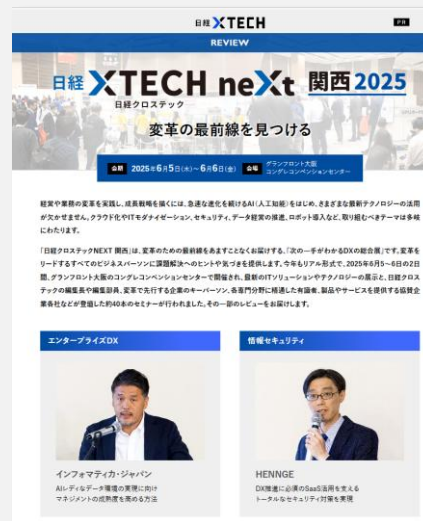 日経XTECH
PR
REVIEW
日経XTECH neXt 関西 2025
日経クロステック
変革の最前線を見つける
会期 2025年6月5日(木)~6月6日(金) 会場 グランフロント大阪
コングレコンベンションセンター
経営や業務の変革を実践し、成長戦略を描くには、急速な進化を続けるAI(人工知能)をはじめ、さまざまな最新テクノロジーの活用
が欠かせません。クラウド化やITモダナイゼーション、セキュリティ、データ経営の推進、ロボット導入など、取り組むべきテーマは多岐
にわたります。
「日経クロステックNEXT 関西」は、変革のための最前線をあますことなくお届けする、「次の一手がわかるDXの総合展」です。変革を
リードするすべてのビジネスパーソンに課題解決へのヒントや気づきを提供します。今年もリアル形式で、2025年6月5~6日の2日
間、グランフロント大阪のコングレコンベンションセンターで開催され、最新のITソリューションやテクノロジーの展示と、日経クロス
テックの編集長や編集部員、変革で先行する企業のキーパーソン、各専門分野に精通した有識者、製品やサービスを提供する協賛企
業各社などが登壇した約40本のセミナーが行われました。その一部のレビューをお届けします。
エンタープライズDX
情報セキュリティ
インフォマティカ・ジャパン
AIレディなデータ環境の実現に向け
マネジメントの成熟度を高める方法
HENNGE
DX推進に必須のSaaS活用を支える
トータルなセキュリティ対策を実現